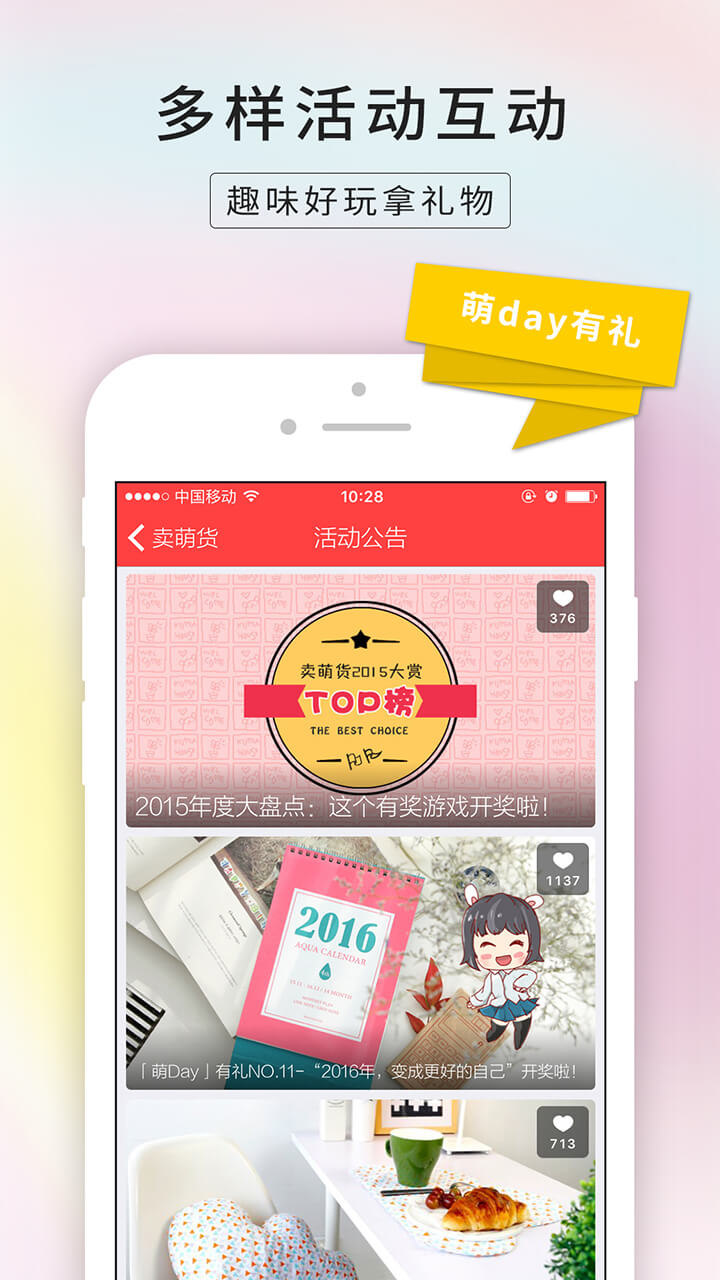 多样活动互动
趣味好玩拿礼物
萌day有礼
中国移动
10:28
卖萌货
活动公告
376
卖萌货2015大赏
TOP榜
THE BEST CHOICE
2015年度大盘点：这个有奖游戏开奖啦！
1137
2016
AQUA CALENDAR
「萌Day」有礼NO.11-“2016年，变成更好的自己”开奖啦！
713